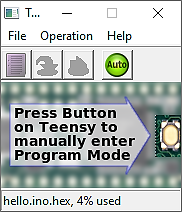 T...
File Operation Help
Auto
Press Button
on Teensy to
manually enter
Program Mode
hello.ino.hex, 4% used